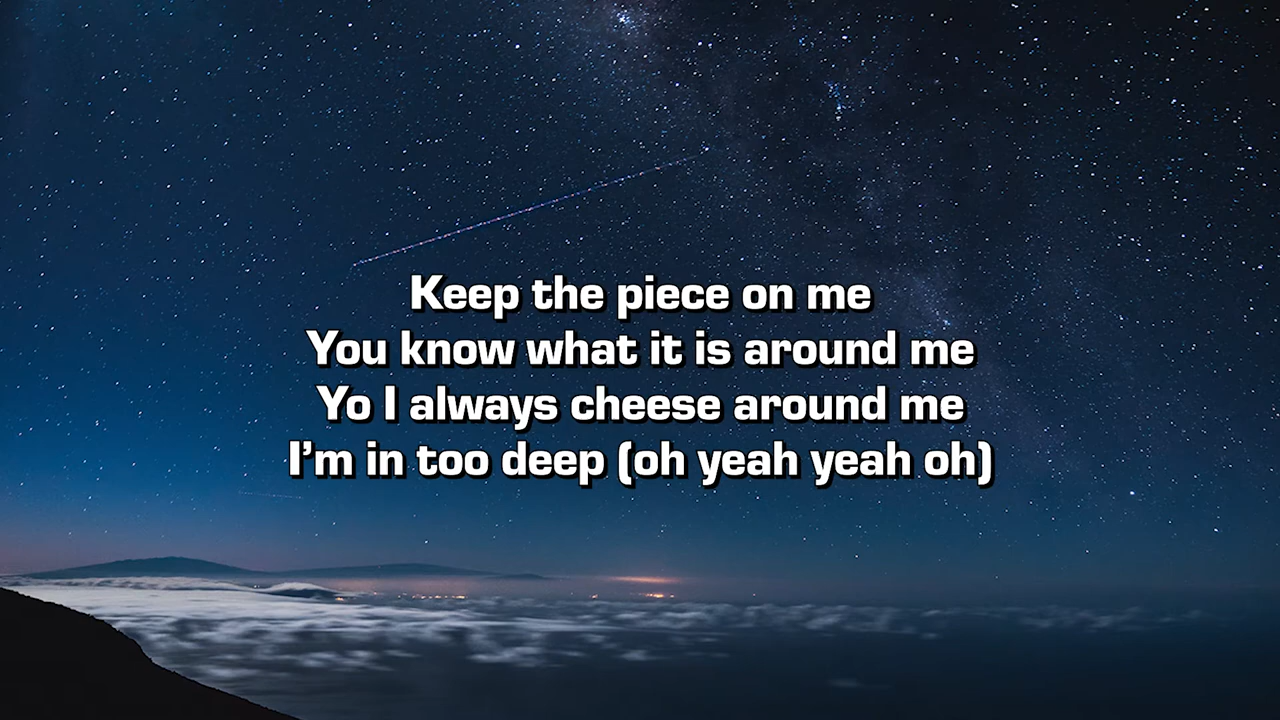 Keep the piece on me
You know what it is around me
Yo I always cheese around me
I'm in too deep (oh yeah yeah oh)